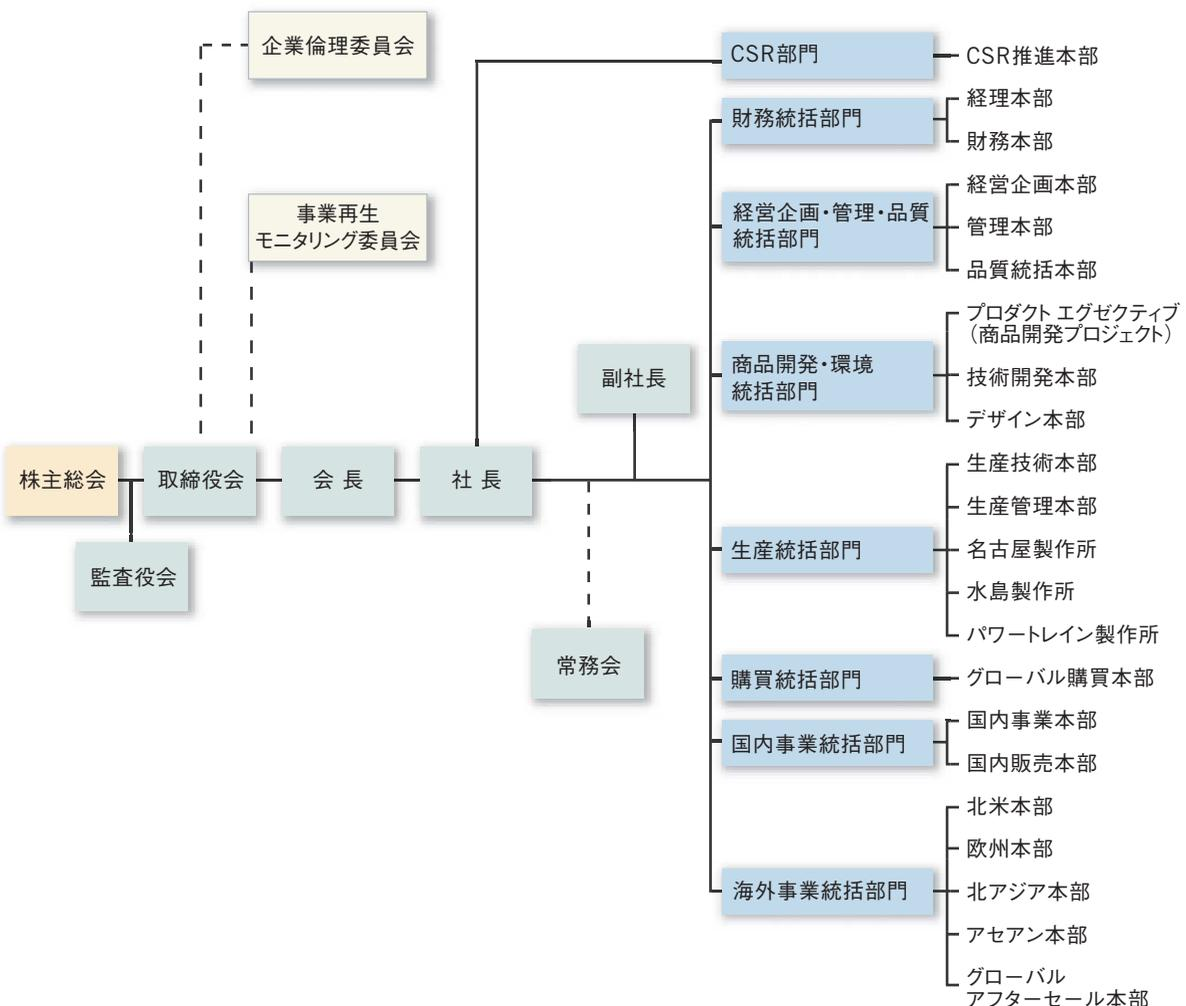 企業倫理委員会
事業再生
モニタリング委員会
株主総会
取締役会
会 長
社 長
監査役会
副社長
常務会
CSR部門
CSR推進本部
財務統括部門
経理本部
財務本部
経営企画・管理・品質
統括部門
経営企画本部
管理本部
品質統括本部
商品開発・環境
統括部門
プロダクト エグゼクティブ
（商品開発プロジェクト）
技術開発本部
デザイン本部
生産統括部門
生産技術本部
生産管理本部
名古屋製作所
水島製作所
パワートレイン製作所
購買統括部門
グローバル購買本部
国内事業統括部門
国内事業本部
国内販売本部
海外事業統括部門
北米本部
欧州本部
北アジア本部
アセアン本部
グローバル
アフターセール本部